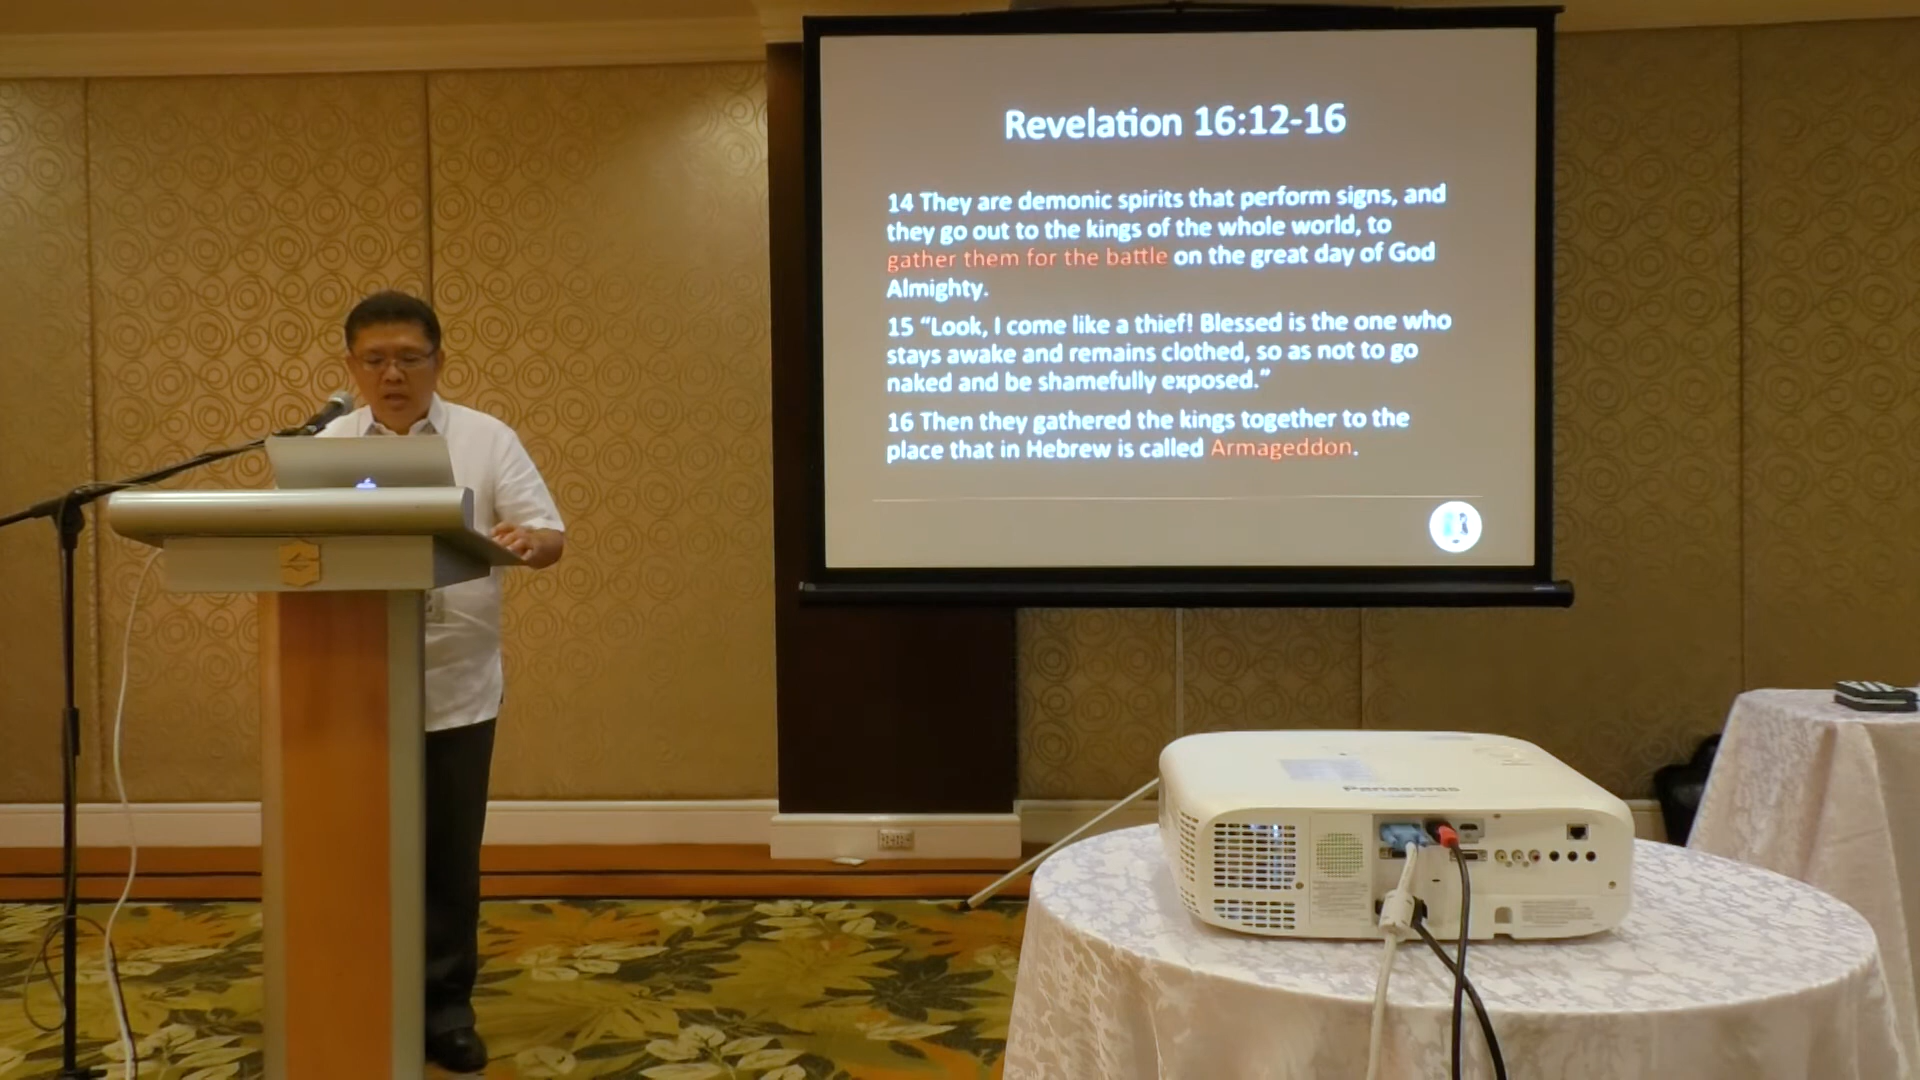 Revelation 16:12-16
14 They are demonic spirits that perform signs, and
they go out to the kings of the whole world, to
gather them for the battle on the great day of God
Almighty.
15 “Look, I come like a thief! Blessed is the one who
stays awake and remains clothed, so as not to go
naked and be shamefully exposed.”
16 Then they gathered the kings together to the
place that in Hebrew is called Armageddon.
Panasonic